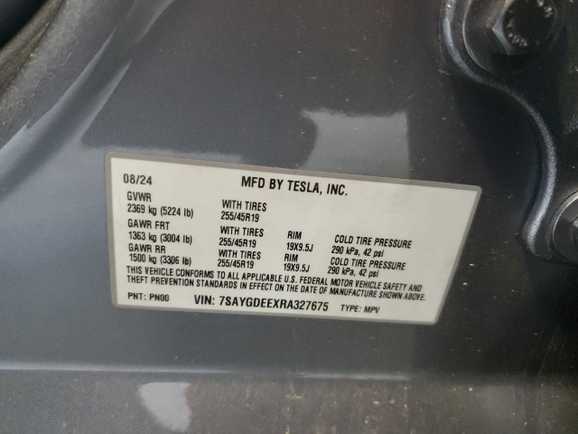 08/24 MFD BY TESLA, INC.
GVWR
2369 kg (5224 lb) WITH TIRES 255/45R19
GAWR FRT
1363 kg (3004 lb) WITH TIRES 255/45R19 RIM 19X9.5J COLD TIRE PRESSURE 290 kPa, 42 psi
GAWR RR
1500 kg (3306 lb) WITH TIRES 255/45R19 RIM 19X9.5J COLD TIRE PRESSURE 290 kPa, 42 psi
THIS VEHICLE CONFORMS TO ALL APPLICABLE U.S. FEDERAL MOTOR VEHICLE SAFETY AND
THEFT PREVENTION STANDARDS IN EFFECT ON THE DATE OF MANUFACTURE SHOWN ABOVE.
PNT: PN00 VIN: 7SAYGDEEXRA327675 TYPE: MPV